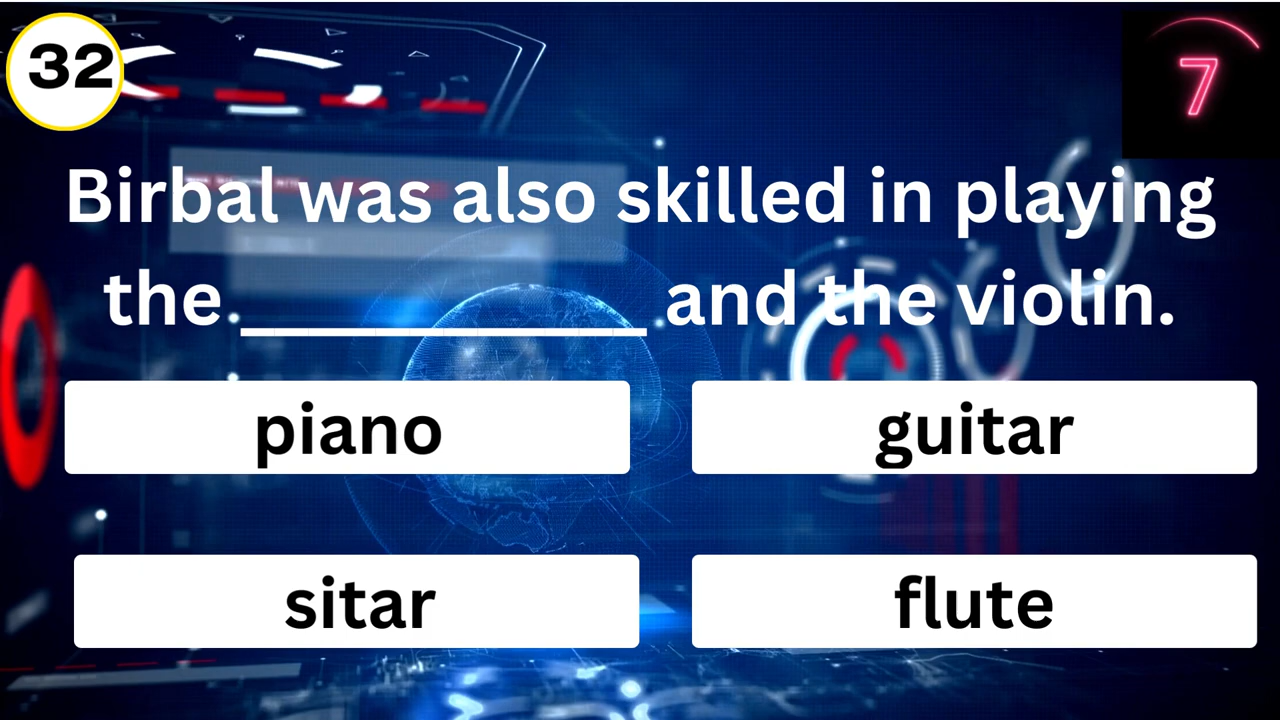 32
7
Birbal was also skilled in playing
the ____________ and the violin.
piano
guitar
sitar
flute